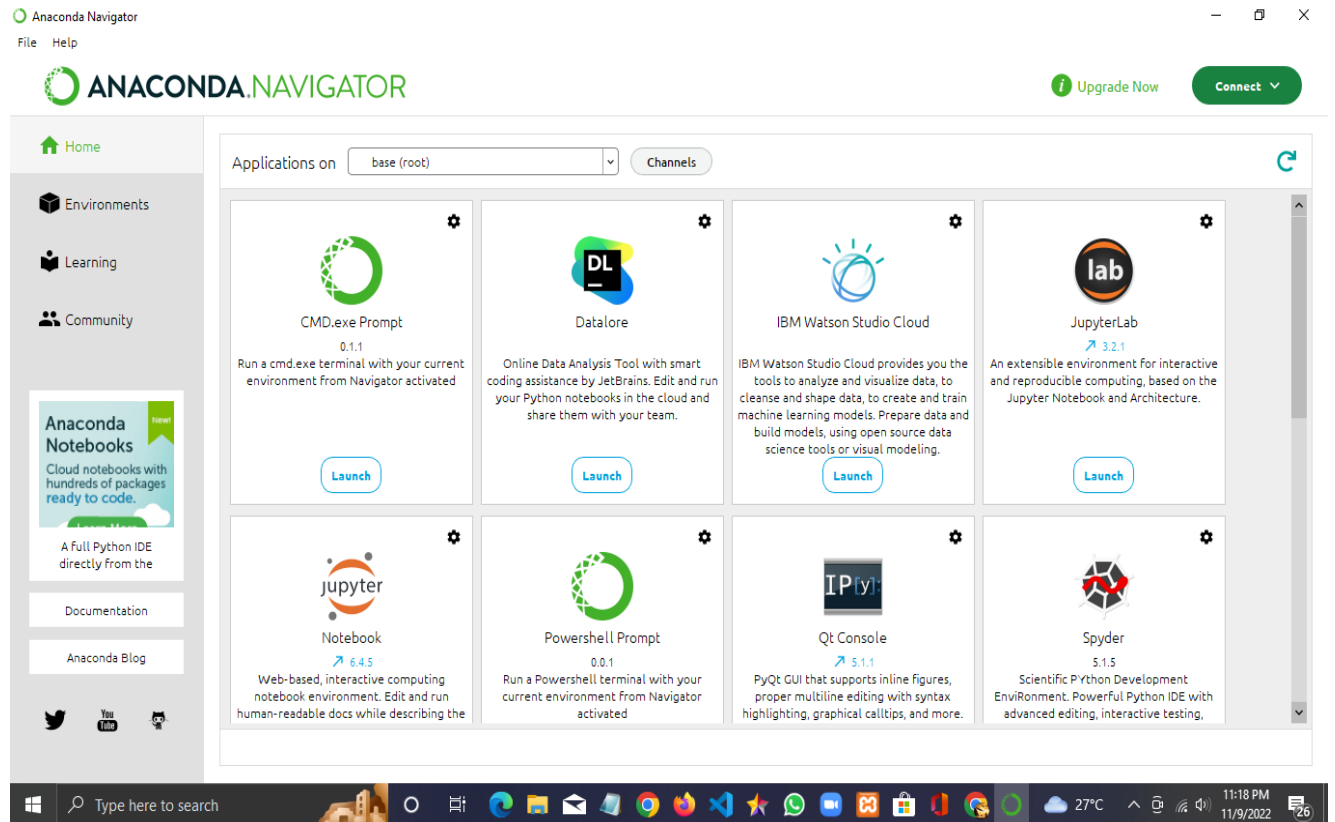 Anaconda Navigator
File Help
ANACONDA.NAVIGATOR
Upgrade Now
Connect
Home
Environments
Learning
Community
Applications on
base (root)
Channels
CMD.exe Prompt
0.1.1
Run a cmd.exe terminal with your current
environment from Navigator activated
Launch
DL
Datalore
Online Data Analysis Tool with smart
coding assistance by JetBrains. Edit and run
your Python notebooks in the cloud and
share them with your team.
Launch
IBM Watson Studio Cloud
IBM Watson Studio Cloud provides you the
tools to analyze and visualize data, to
cleanse and shape data, to create and train
machine learning models. Prepare data and
build models, using open source data
science tools or visual modeling.
Launch
lab
JupyterLab
3.2.1
An extensible environment for interactive
and reproducible computing, based on the
Jupyter Notebook and Architecture.
Launch
jupyter
Notebook
6.4.5
Web-based, interactive computing
notebook environment. Edit and run
human-readable docs while describing the
Powershell Prompt
0.0.1
Run a Powershell terminal with your
current environment from Navigator
activated
IP[y]:
Qt Console
5.1.1
PyQt GUI that supports inline figures,
proper multiline editing with syntax
highlighting, graphical calltips, and more.
Spyder
5.1.5
Scientific PYthon Development
EnviRonment. Powerful Python IDE with
advanced editing, interactive testing,
Anaconda
Notebooks
New!
Cloud notebooks with
hundreds of packages
ready to code.
Learn More
A full Python IDE
directly from the
Documentation
Anaconda Blog
You
Tube
Type here to search
27°C
11:18 PM
11/9/2022
26